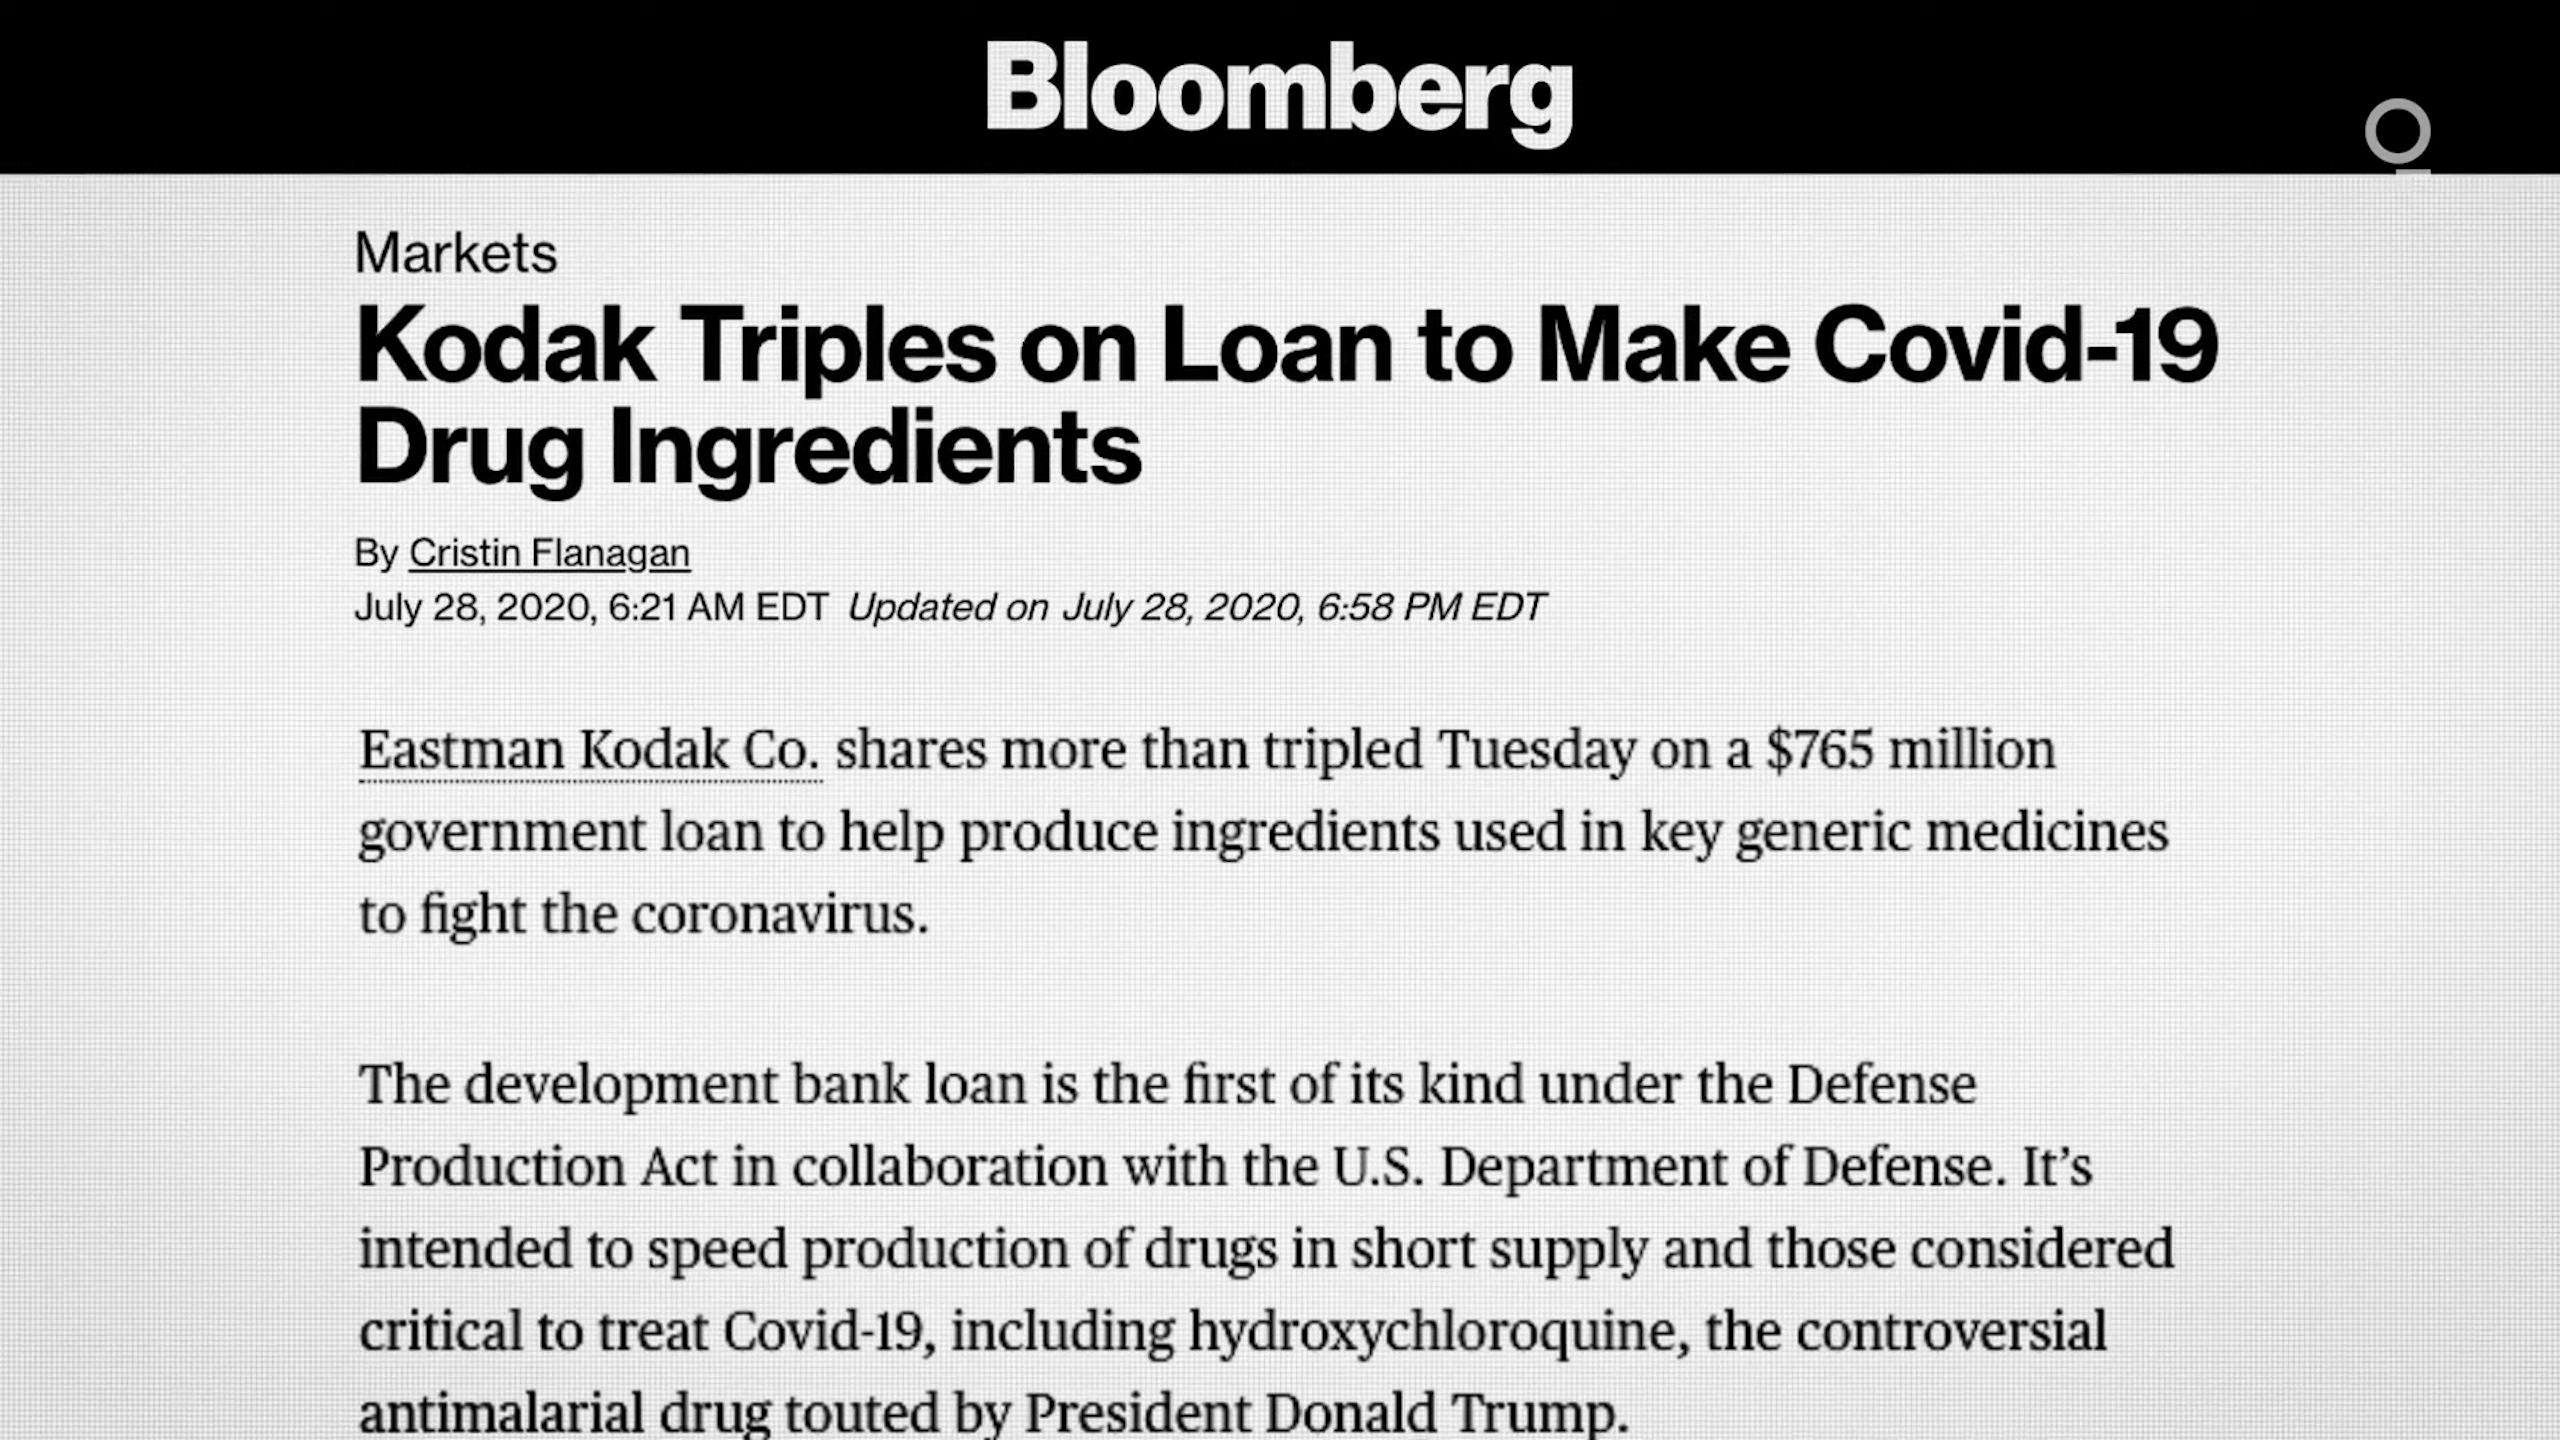 Bloomberg
Markets
Kodak Triples on Loan to Make Covid-19
Drug Ingredients
By Cristin Flanagan
July 28, 2020, 6:21 AM EDT Updated on July 28, 2020, 6:58 PM EDT
Eastman Kodak Co. shares more than tripled Tuesday on a $765 million
government loan to help produce ingredients used in key generic medicines
to fight the coronavirus.
The development bank loan is the first of its kind under the Defense
Production Act in collaboration with the U.S. Department of Defense. It’s
intended to speed production of drugs in short supply and those considered
critical to treat Covid-19, including hydroxychloroquine, the controversial
antimalarial drug touted by President Donald Trump.